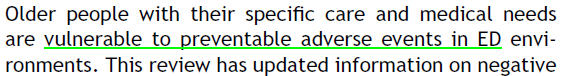 Older people with their specific care and medical needs
are vulnerable to preventable adverse events in ED envi-
ronments. This review has updated information on negative